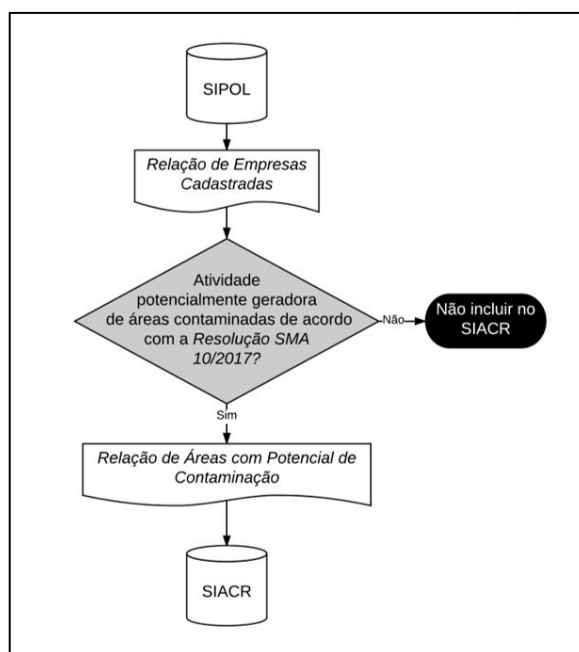 SIPOL
Relação de Empresas
Cadastradas
Atividade
potencialmente geradora
de áreas contaminadas de acordo
com a Resolução SMA
10/2017?
Não
Não incluir no
SIACR
Sim
Relação de Áreas com Potencial de
Contaminação
SIACR